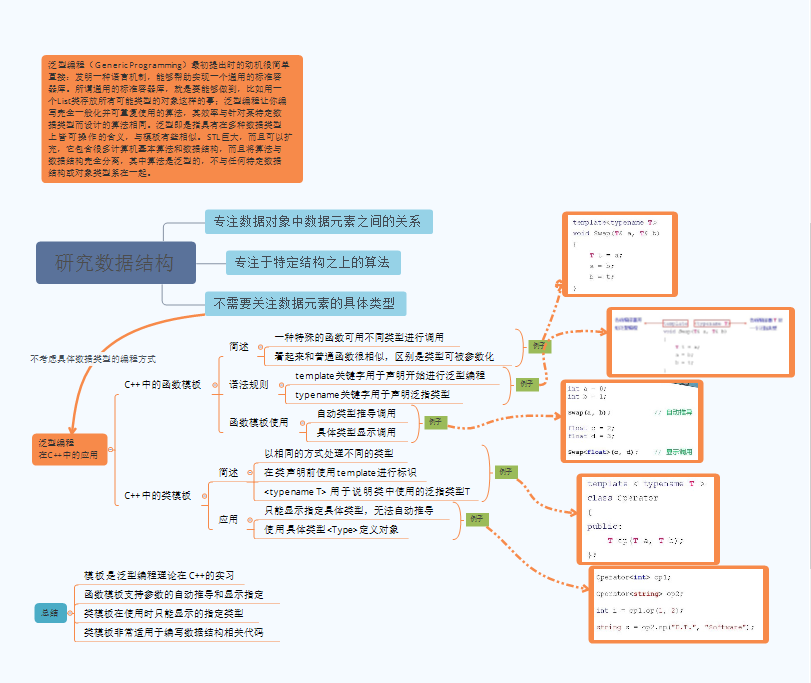 泛型编程（Generic Programming）最初提出时的动机很简单
直接：发明一种语言机制，能够帮助实现一个通用的标准容
器库。所谓通用的标准容器库，就是要能够做到，比如用一
个List类存放所有可能类型的对象这样的事；泛型编程让你编
写完全一般化并可重复使用的算法，其效率与针对某特定数
据类型而设计的算法相同。泛型即是指具有在多种数据类型
上皆可操作的含义，与模板有些相似。STL巨大，而且可以扩
充，它包含很多计算机基本算法和数据结构，而且将算法与
数据结构完全分离，其中算法是泛型的，不与任何特定数据
结构或对象类型系在一起。
研究数据结构
专注数据对象中数据元素之间的关系
专注于特定结构之上的算法
不需要关注数据元素的具体类型
不考虑具体数据类型的编程方式
泛型编程
在C++中的应用
C++中的函数模板
简述
一种特殊的函数可用不同类型进行调用
看起来和普通函数很相似，区别是类型可被参数化
例子
template<typename T>
void Swap(T& a, T& b)
{
T t = a;
a = b;
b = t;
}
语法规则
template关键字用于声明开始进行泛型编程
typename关键字用于声明泛指类型
例子
template
typename T>
void Swap(T& a, T& b)
{
T t = a;
a = b;
b = t;
}
函数模板使用
自动类型推导调用
具体类型显示调用
例子
int a = 0;
int b = 1;
Swap(a, b); // 自动推导
float c = 2;
float d = 3;
Swap<float>(c, d); // 显示调用
C++中的类模板
简述
以相同的方式处理不同的类型
在类声明前使用template进行标识
<typename T> 用于说明类中使用的泛指类型T
例子
template < typename T >
class Operator
{
public:
T op(T a, T b);
};
应用
只能显示指定具体类型，无法自动推导
使用具体类型<Type>定义对象
例子
Operator<int> op1;
Operator<string> op2;
int i = op1.op(1, 2);
string s = op2.op("D.T.", "Software");
总结
模板是泛型编程理论在C++的实习
函数模板支持参数的自动推导和显示指定
类模板在使用时只能显示的指定类型
类模板非常适用于编写数据结构相关代码